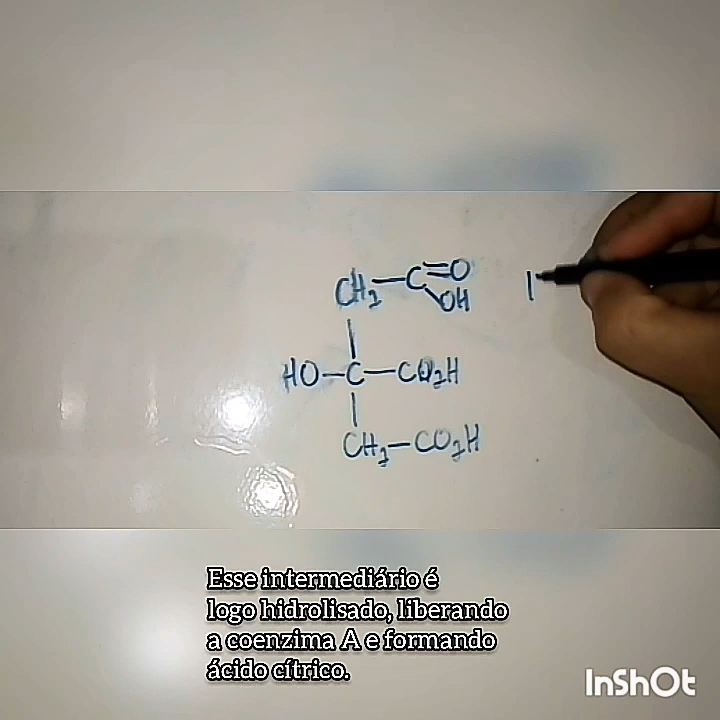 CH₂—C=O
OH
HO—C—CO₂H
CH₂—CO₂H
Esse intermediário é
logo hidrolisado, liberando
a coenzima A e formando
ácido cítrico.
InShOt